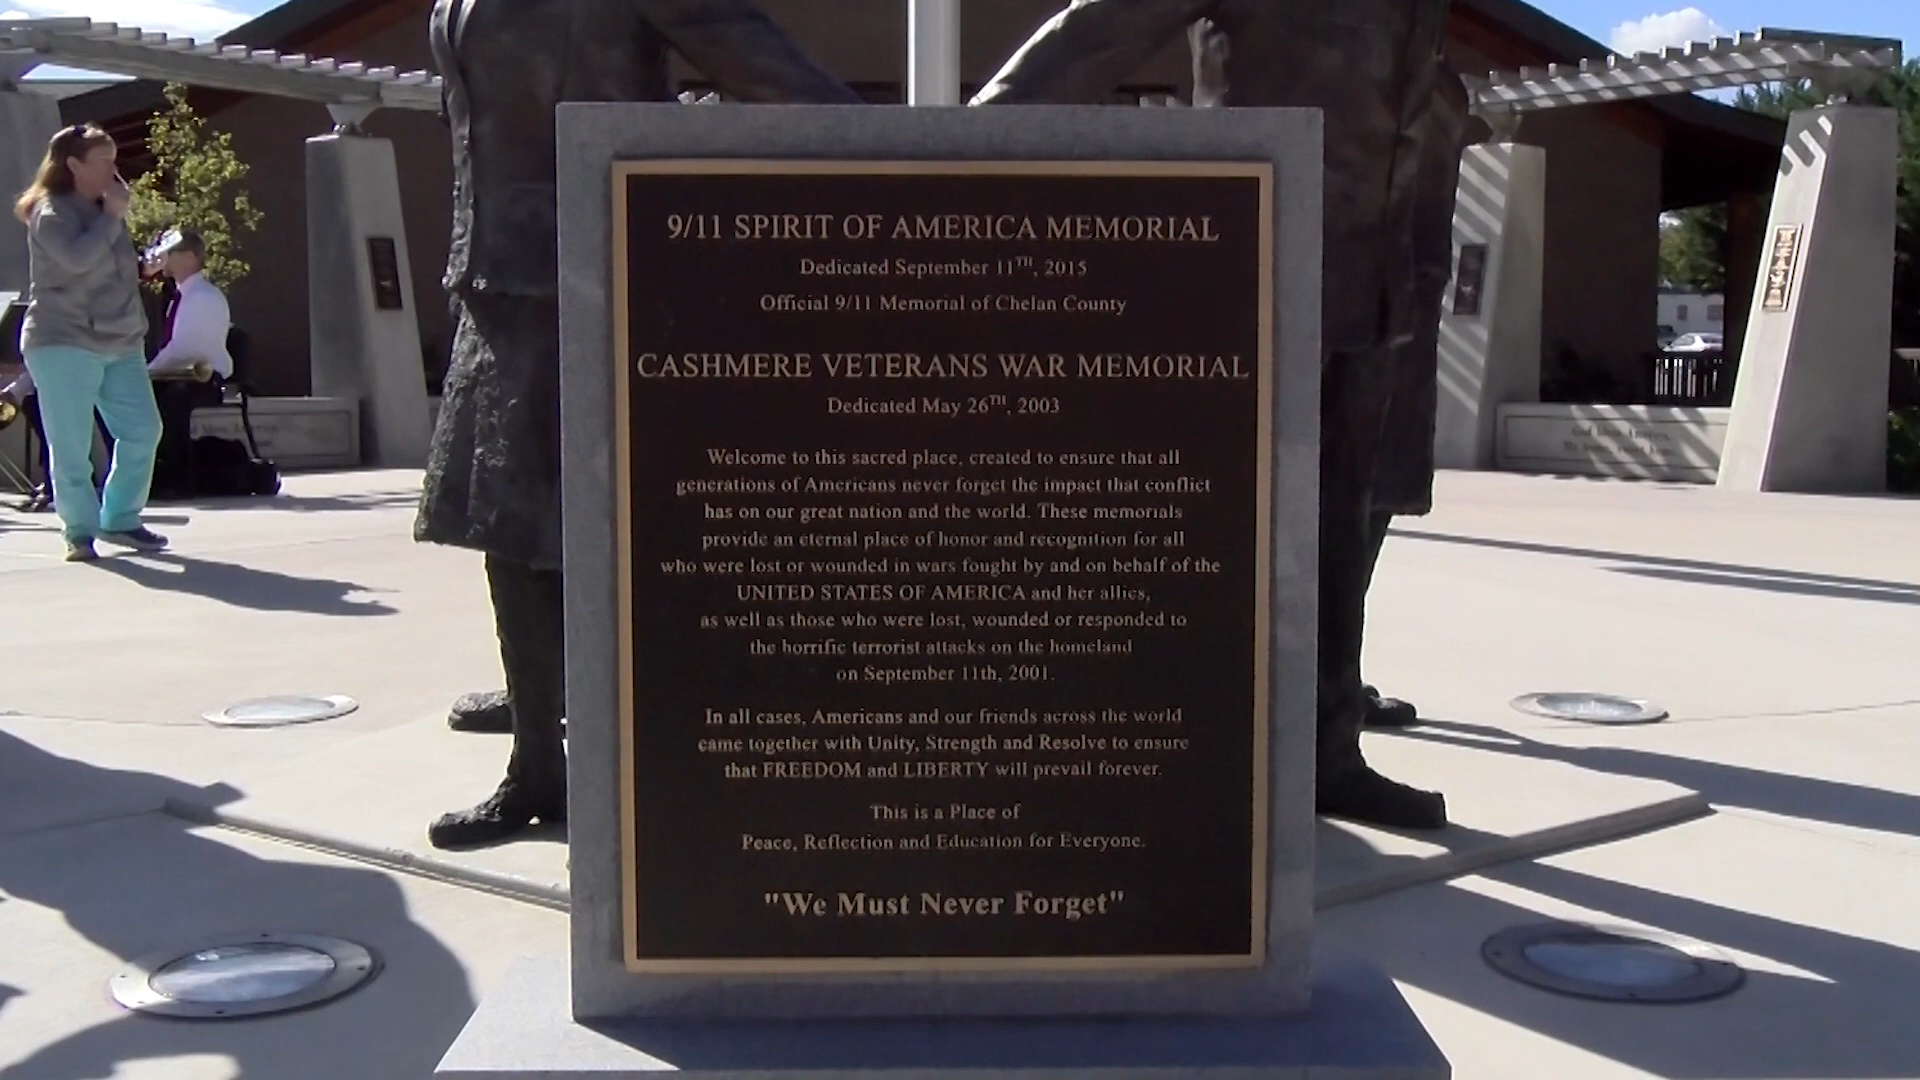 9/11 SPIRIT OF AMERICA MEMORIAL
Dedicated September 11TH, 2015
Official 9/11 Memorial of Chelan County
CASHMERE VETERANS WAR MEMORIAL
Dedicated May 26TH, 2003
Welcome to this sacred place, created to ensure that all
generations of Americans never forget the impact that conflict
has on our great nation and the world. These memorials
provide an eternal place of honor and recognition for all
who were lost or wounded in wars fought by and on behalf of the
UNITED STATES OF AMERICA and her allies,
as well as those who were lost, wounded or responded to
the horrific terrorist attacks on the homeland
on September 11th, 2001.
In all cases, Americans and our friends across the world
came together with Unity, Strength and Resolve to ensure
that FREEDOM and LIBERTY will prevail forever.
This is a Place of
Peace, Reflection and Education for Everyone.
"We Must Never Forget"